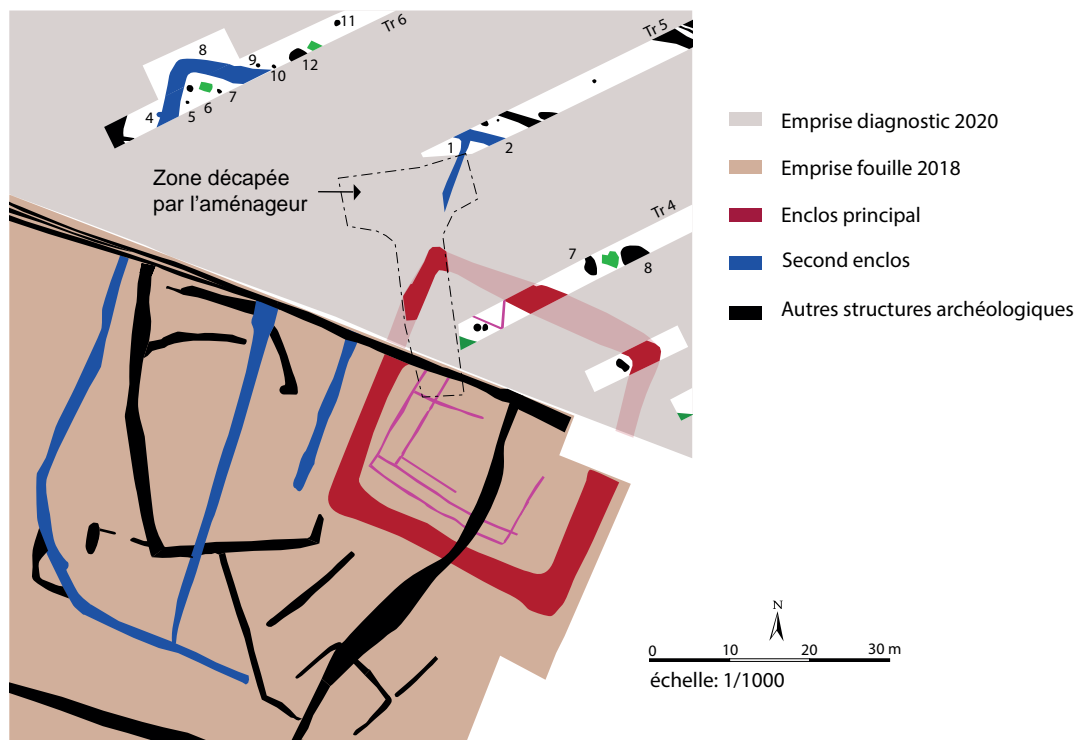 11
Tr 6
8
9
10
12
7
6
5
4
Tr 5
1
2
Zone décapée
par l'aménageur
Tr 4
7
8
Emprise diagnostic 2020
Emprise fouille 2018
Enclos principal
Second enclos
Autres structures archéologiques
N
0 10 20 30 m
échelle: 1/1000